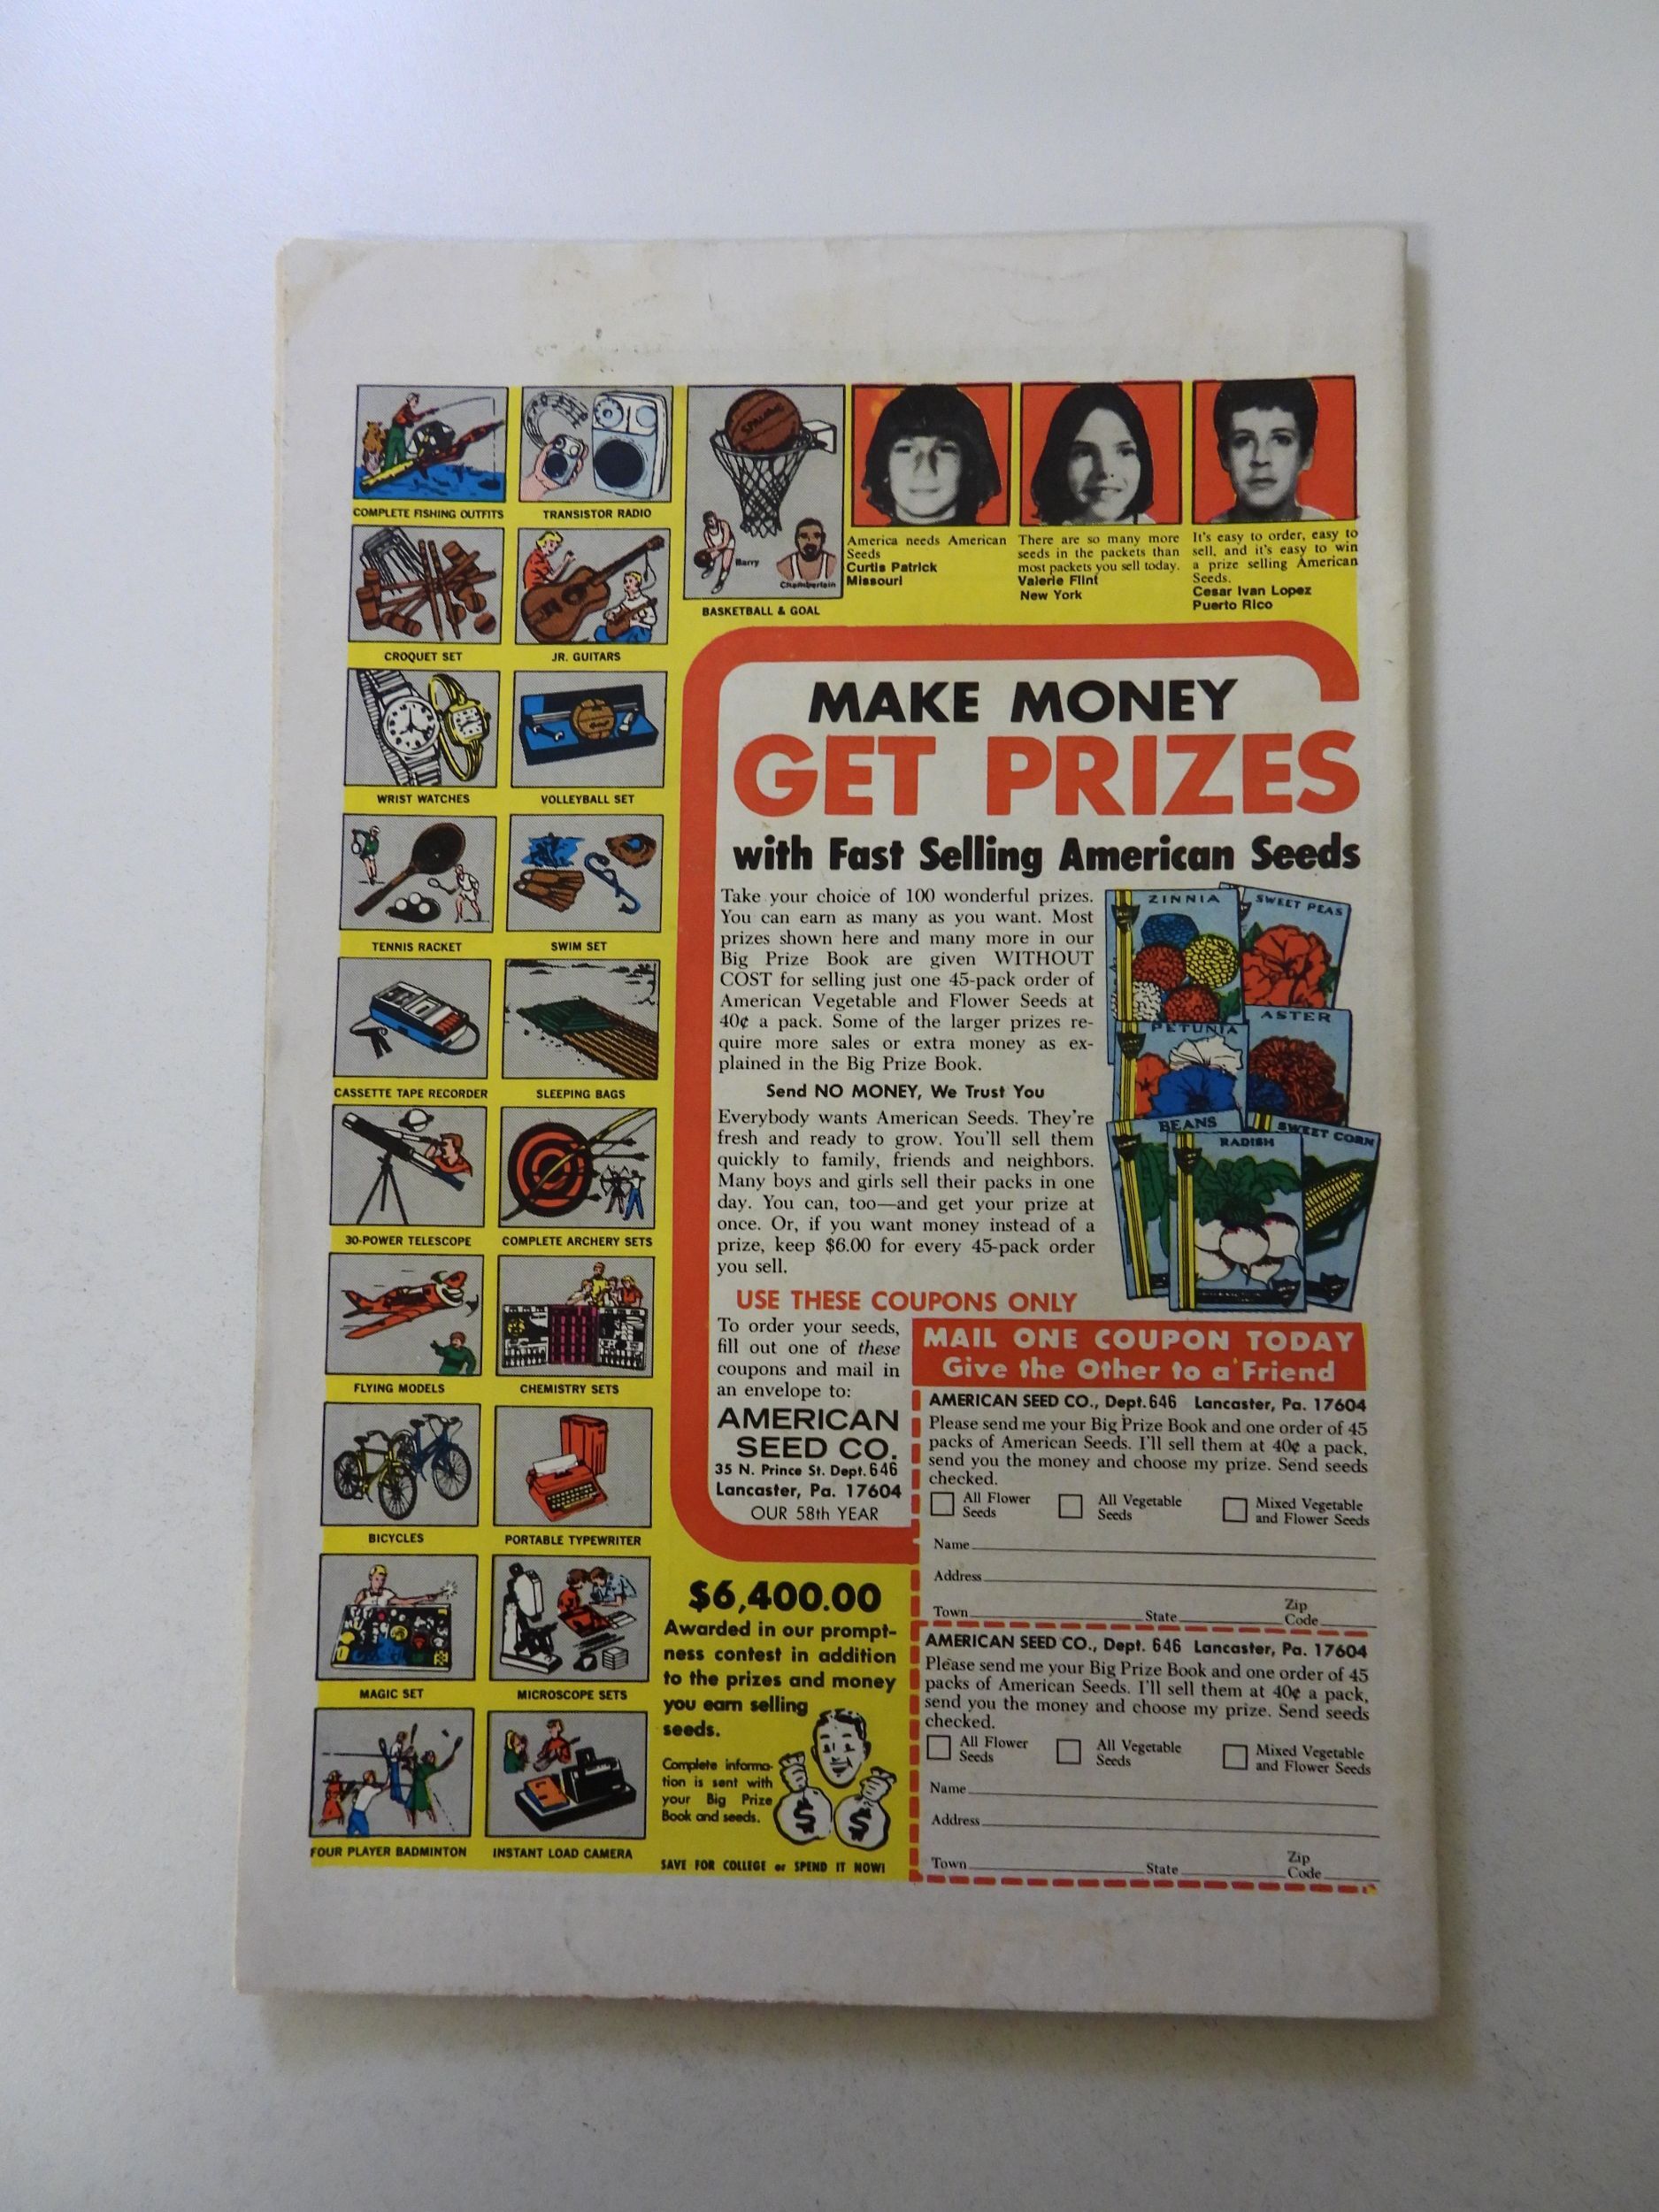 COMPLETE FISHING OUTFITS
TRANSISTOR RADIO
SPALDING
Barry
Chamberlain
BASKETBALL & GOAL
America needs American
Seeds
Curtis Patrick
Missouri
There are so many more
seeds in the packets than
most packets you sell today.
Valerie Flint
New York
It's easy to order, easy to
sell, and it's easy to win
a prize selling American
Seeds.
Cesar Ivan Lopez
Puerto Rico
CROQUET SET
JR. GUITARS
WRIST WATCHES
VOLLEYBALL SET
TENNIS RACKET
SWIM SET
CASSETTE TAPE RECORDER
SLEEPING BAGS
30-POWER TELESCOPE
COMPLETE ARCHERY SETS
FLYING MODELS
CHEMISTRY SETS
BICYCLES
PORTABLE TYPEWRITER
MAGIC SET
MICROSCOPE SETS
FOUR PLAYER BADMINTON
INSTANT LOAD CAMERA
MAKE MONEY
GET PRIZES
with Fast Selling American Seeds
Take your choice of 100 wonderful prizes.
You can earn as many as you want. Most
prizes shown here and many more in our
Big Prize Book are given WITHOUT
COST for selling just one 45-pack order of
American Vegetable and Flower Seeds at
40¢ a pack. Some of the larger prizes re-
quire more sales or extra money as ex-
plained in the Big Prize Book.
Send NO MONEY, We Trust You
Everybody wants American Seeds. They're
fresh and ready to grow. You'll sell them
quickly to family, friends and neighbors.
Many boys and girls sell their packs in one
day. You can, too—and get your prize at
once. Or, if you want money instead of a
prize, keep $6.00 for every 45-pack order
you sell.
ZINNIA
SWEET PEAS
PETUNIA
ASTER
BEANS
RADISH
SWEET CORN
USE THESE COUPONS ONLY
To order your seeds,
fill out one of these
coupons and mail in
an envelope to:
AMERICAN
SEED CO.
35 N. Prince St. Dept. 646
Lancaster, Pa. 17604
OUR 58th YEAR
$6,400.00
Awarded in our prompt-
ness contest in addition
to the prizes and money
you earn selling
seeds.
Complete informa-
tion is sent with
your Big Prize
Book and seeds.
$ $
SAVE FOR COLLEGE or SPEND IT NOW!
MAIL ONE COUPON TODAY
Give the Other to a Friend
AMERICAN SEED CO., Dept. 646 Lancaster, Pa. 17604
Please send me your Big Prize Book and one order of 45
packs of American Seeds. I'll sell them at 40¢ a pack,
send you the money and choose my prize. Send seeds
checked.
All Flower
Seeds
All Vegetable
Seeds
Mixed Vegetable
and Flower Seeds
Name
Address
Town State Zip
Code
AMERICAN SEED CO., Dept. 646 Lancaster, Pa. 17604
Please send me your Big Prize Book and one order of 45
packs of American Seeds. I'll sell them at 40¢ a pack,
send you the money and choose my prize. Send seeds
checked.
All Flower
Seeds
All Vegetable
Seeds
Mixed Vegetable
and Flower Seeds
Name
Address
Town State Zip
Code